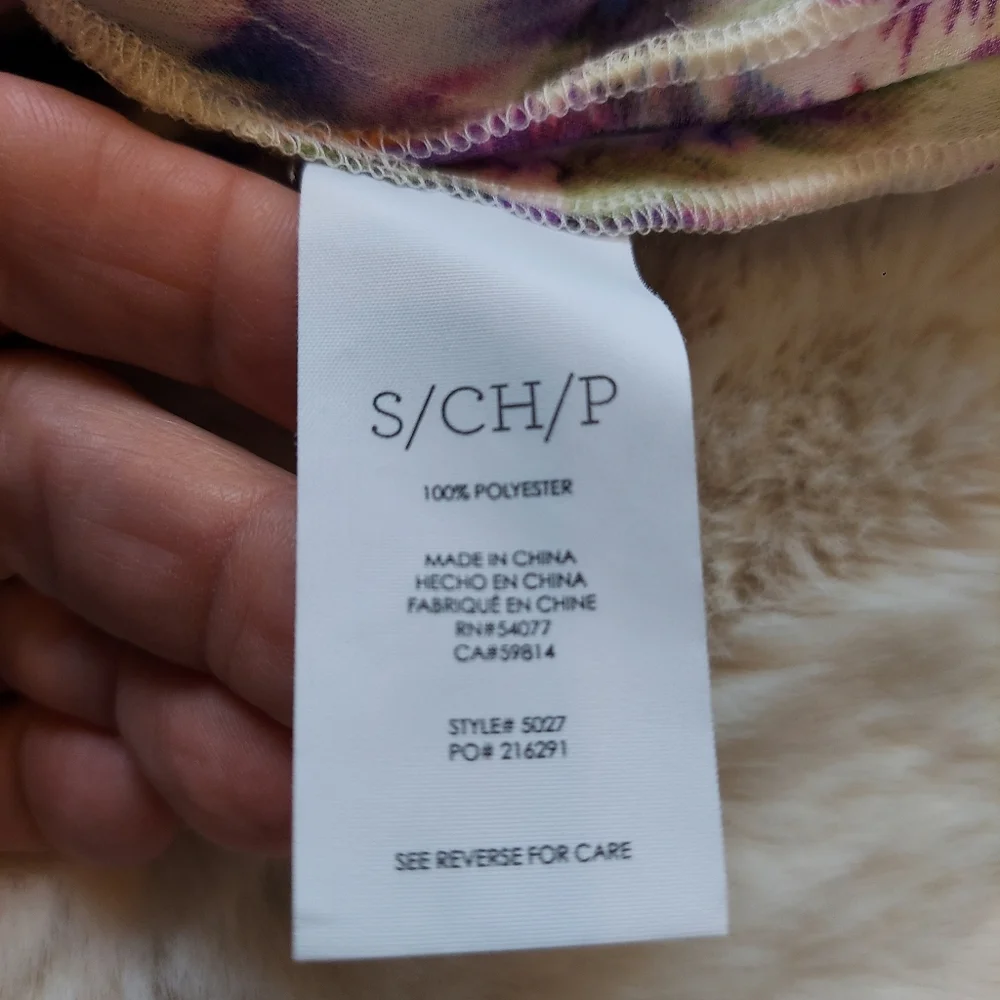 S/CH/P
100% POLYESTER
MADE IN CHINA
HECHO EN CHINA
FABRIQUÉ EN CHINE
RN#54077
CA#59814
STYLE# 5027
PO# 216291
SEE REVERSE FOR CARE